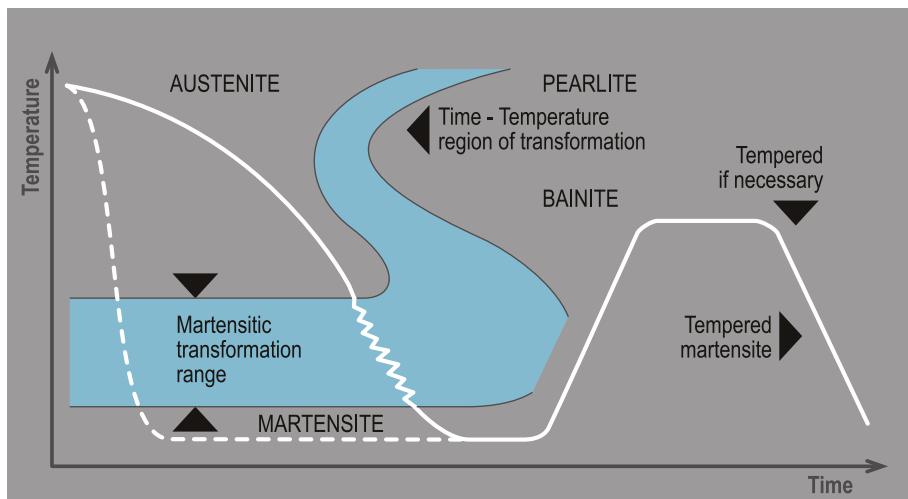 AUSTENITE
PEARLITE
Time - Temperature
region of transformation
Tempered
if necessary
BAINITE
Temperature
Martensitic
transformation
range
Tempered
martensite
MARTENSITE
Time